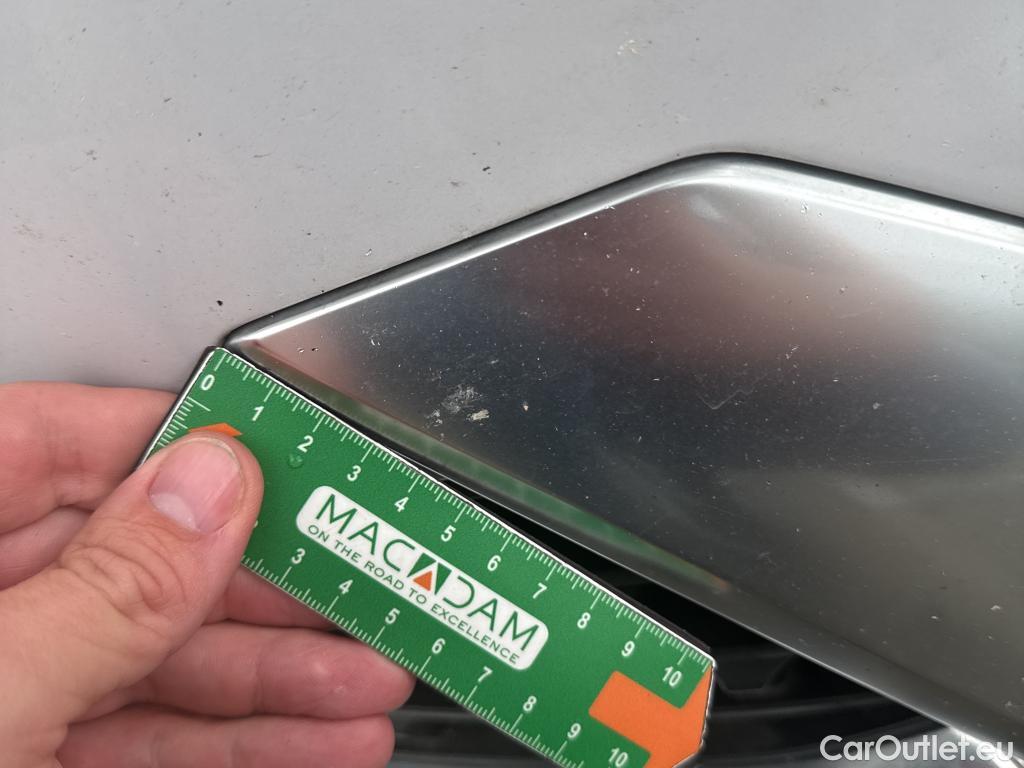 0 1 2 3 4 5 6 7 8 9 10
MACADAM
ON THE ROAD TO EXCELLENCE
3 4 5 6 7 8 9 10
CarOutlet.eu